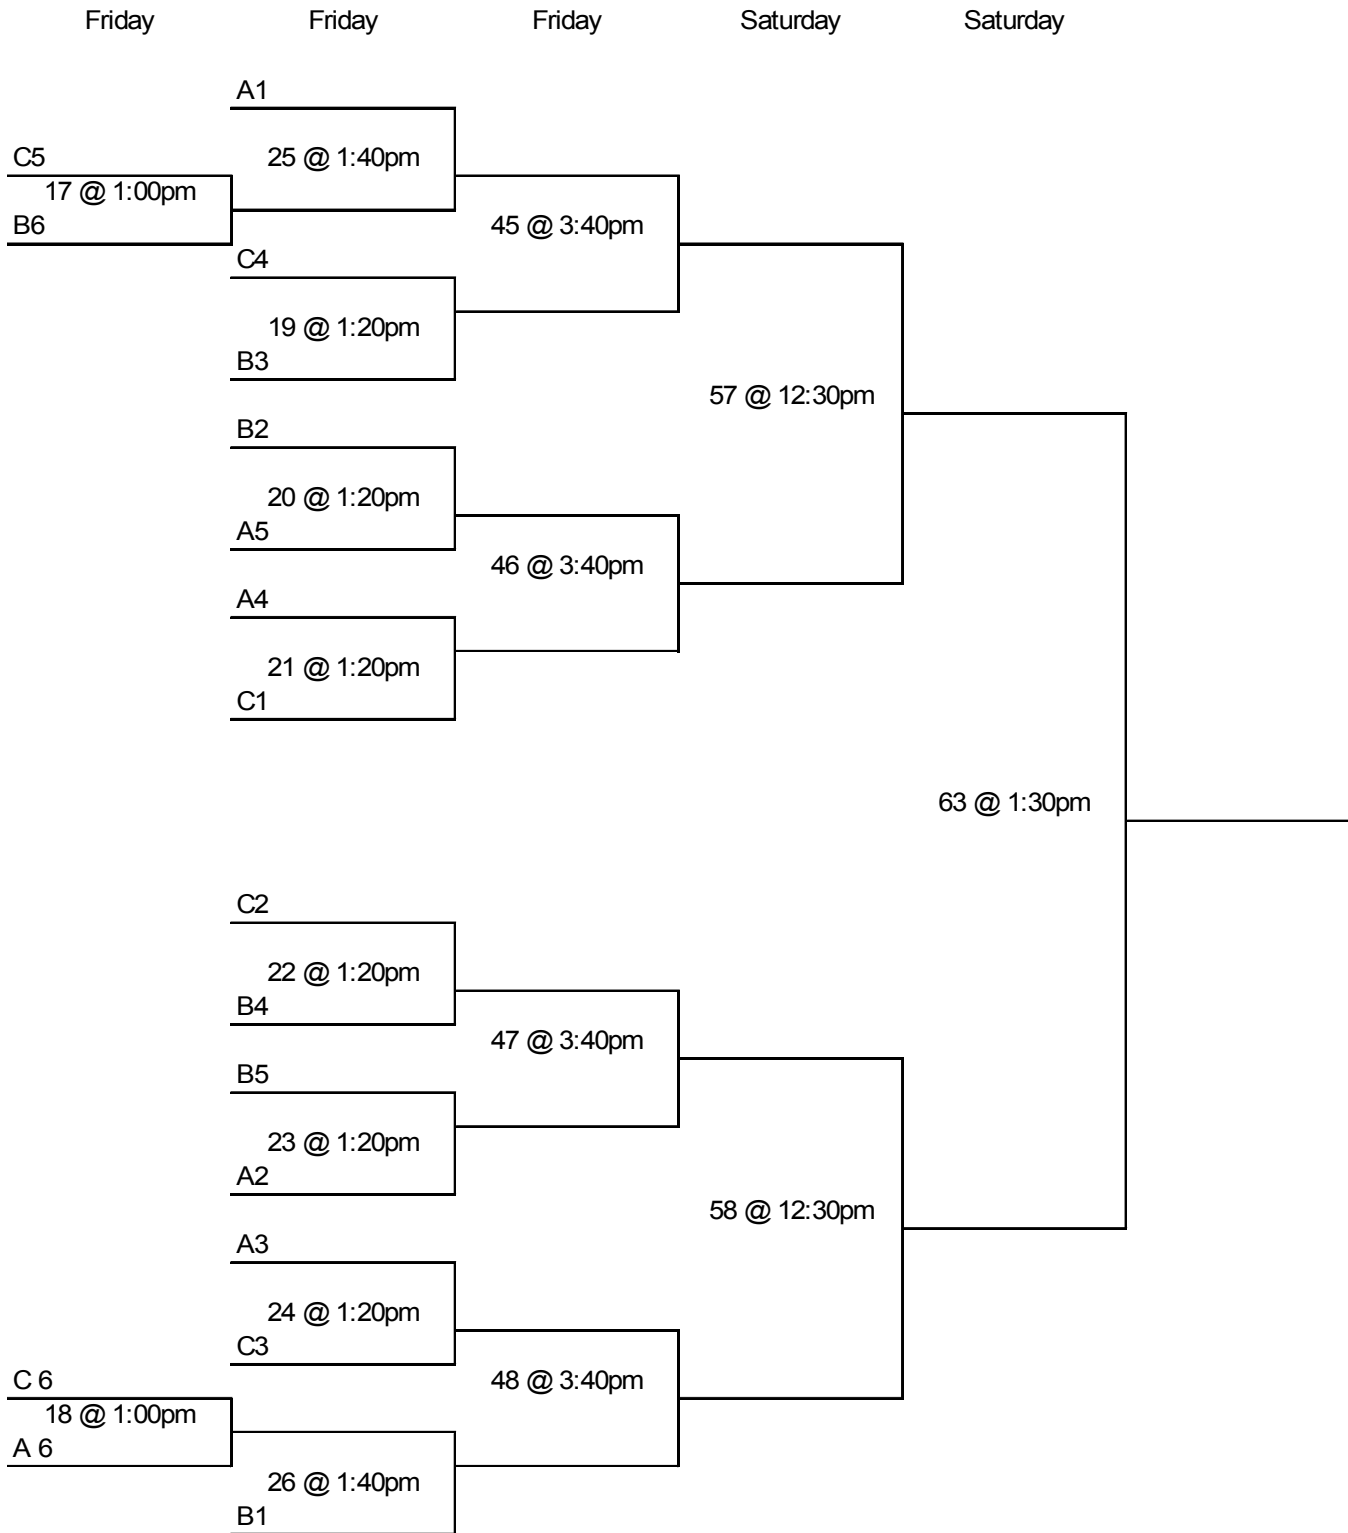 Friday Friday Friday Saturday Saturday
A1
C5
25 @ 1:40pm
17 @ 1:00pm
B6
45 @ 3:40pm
C4
19 @ 1:20pm
B3
57 @ 12:30pm
B2
20 @ 1:20pm
A5
46 @ 3:40pm
A4
21 @ 1:20pm
C1
63 @ 1:30pm
C2
22 @ 1:20pm
B4
47 @ 3:40pm
B5
23 @ 1:20pm
A2
58 @ 12:30pm
A3
24 @ 1:20pm
C3
C 6
48 @ 3:40pm
18 @ 1:00pm
A 6
26 @ 1:40pm
B1